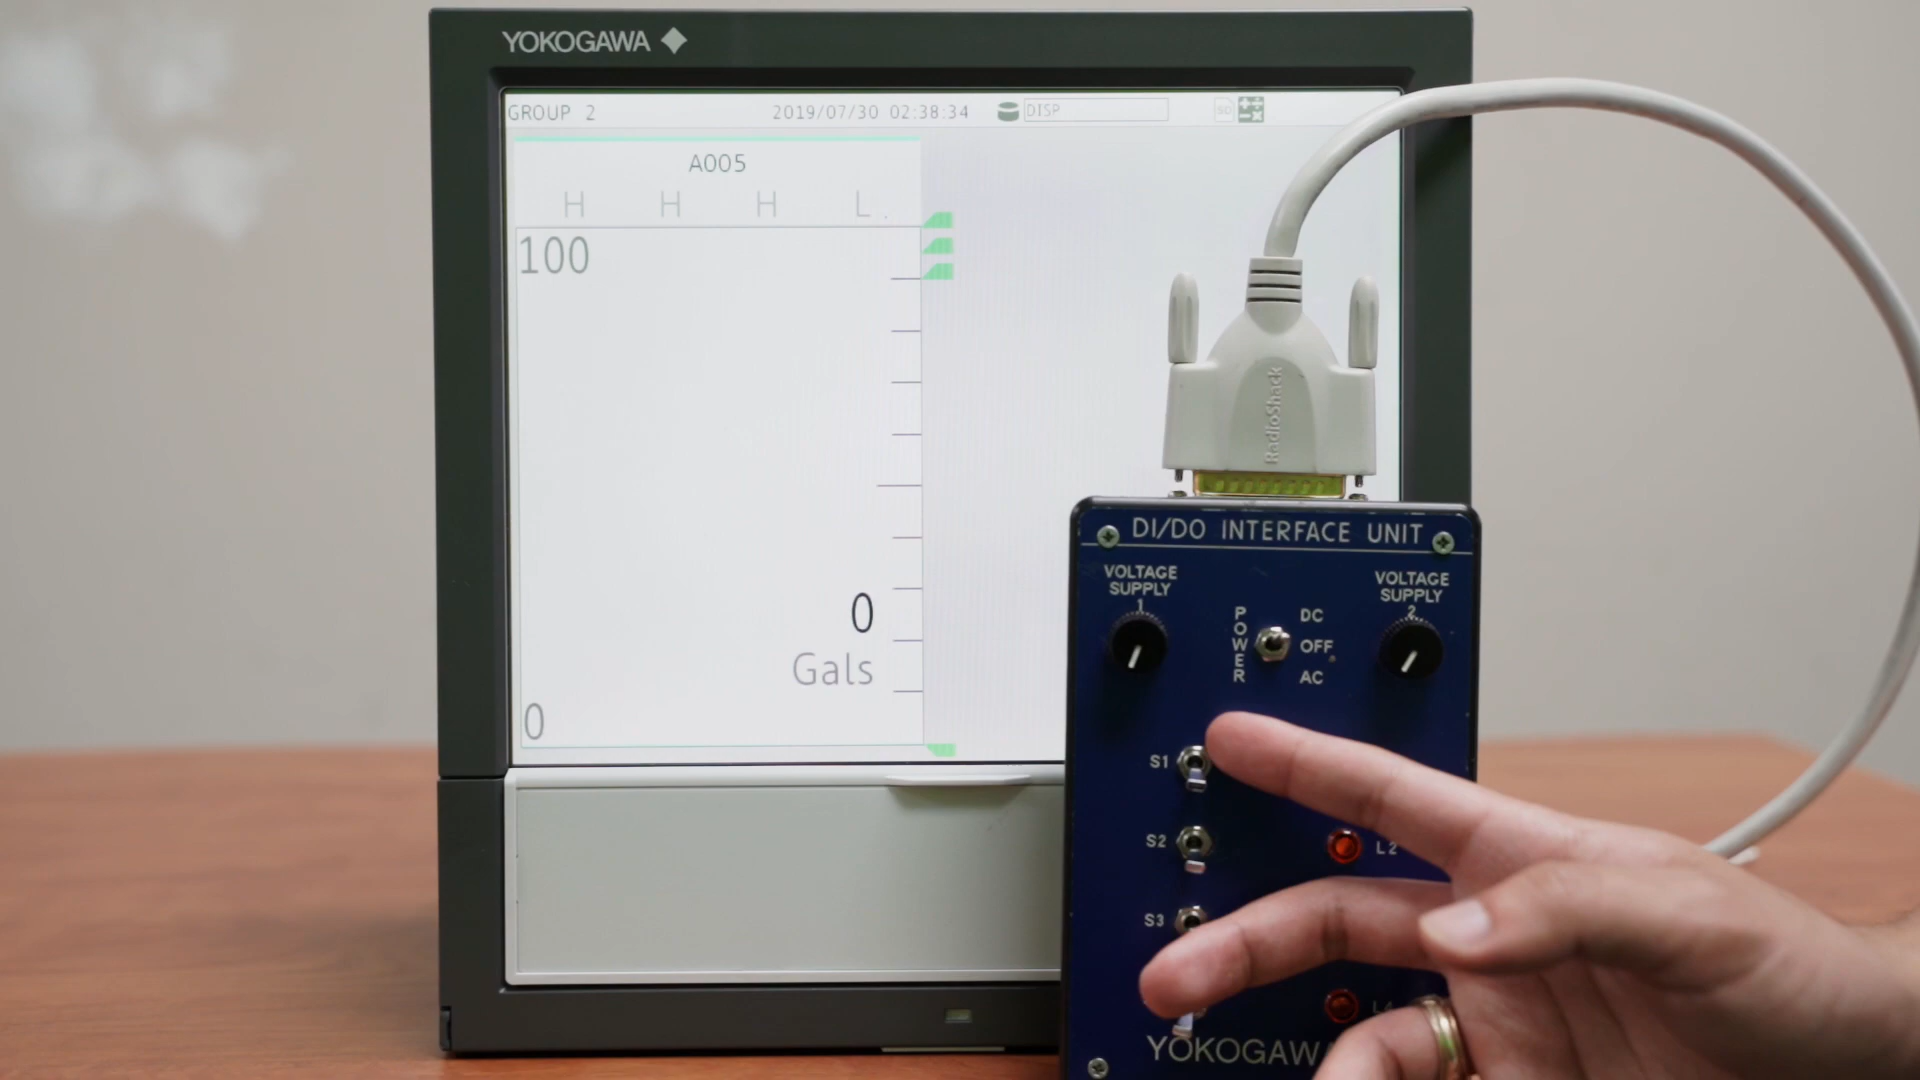 YOKOGAWA
GROUP 2
2019/07/30 02:38:34
DISP
A005
H H H L
100
0
Gals
0
RadioShack
DI/DO INTERFACE UNIT
VOLTAGE SUPPLY 1
VOLTAGE SUPPLY 2
POWER
DC
OFF
AC
S1
S2
L2
S3
YOKOGAWA